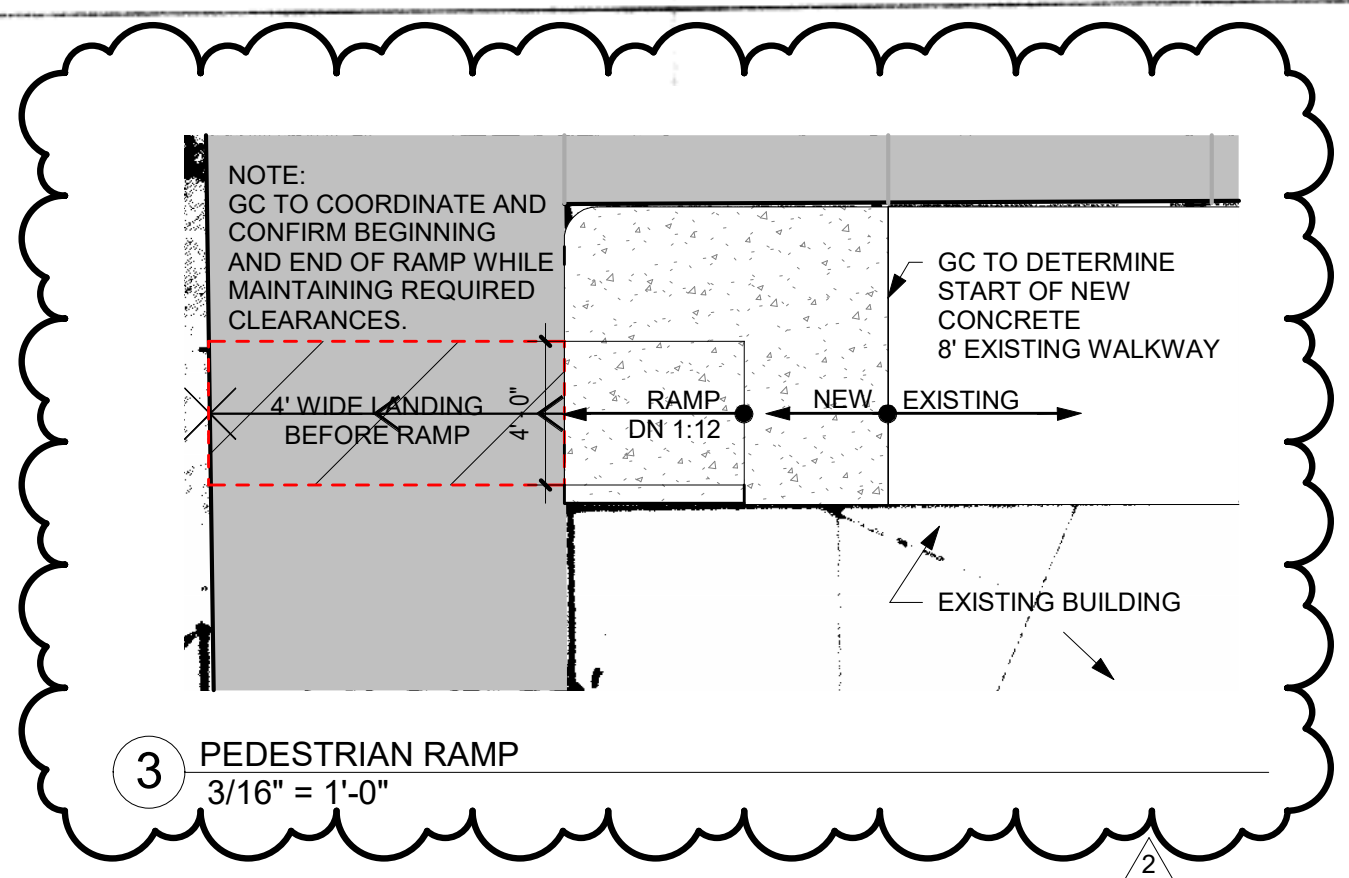 NOTE:
GC TO COORDINATE AND
CONFIRM BEGINNING
AND END OF RAMP WHILE
MAINTAINING REQUIRED
CLEARANCES.
GC TO DETERMINE
START OF NEW
CONCRETE
8' EXISTING WALKWAY
4' WIDE LANDING
BEFORE RAMP
4' - 0"
RAMP
DN 1:12
NEW
EXISTING
EXISTING BUILDING
3
PEDESTRIAN RAMP
3/16" = 1'-0"
2